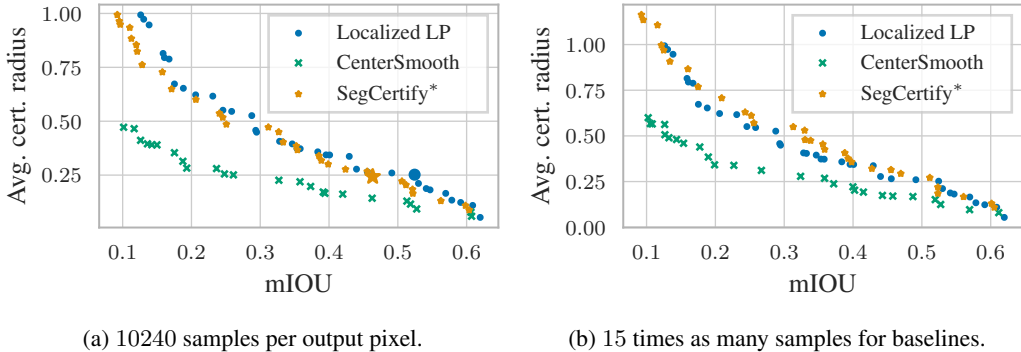 Avg. cert. radius
1.00
0.75
0.50
0.25
0.1
0.2
0.3
0.4
0.5
0.6
mIOU
Localized LP
CenterSmooth
SegCertify*
(a) 10240 samples per output pixel.
Avg. cert. radius
1.00
0.75
0.50
0.25
0.00
0.1
0.2
0.3
0.4
0.5
0.6
mIOU
Localized LP
CenterSmooth
SegCertify*
(b) 15 times as many samples for baselines.